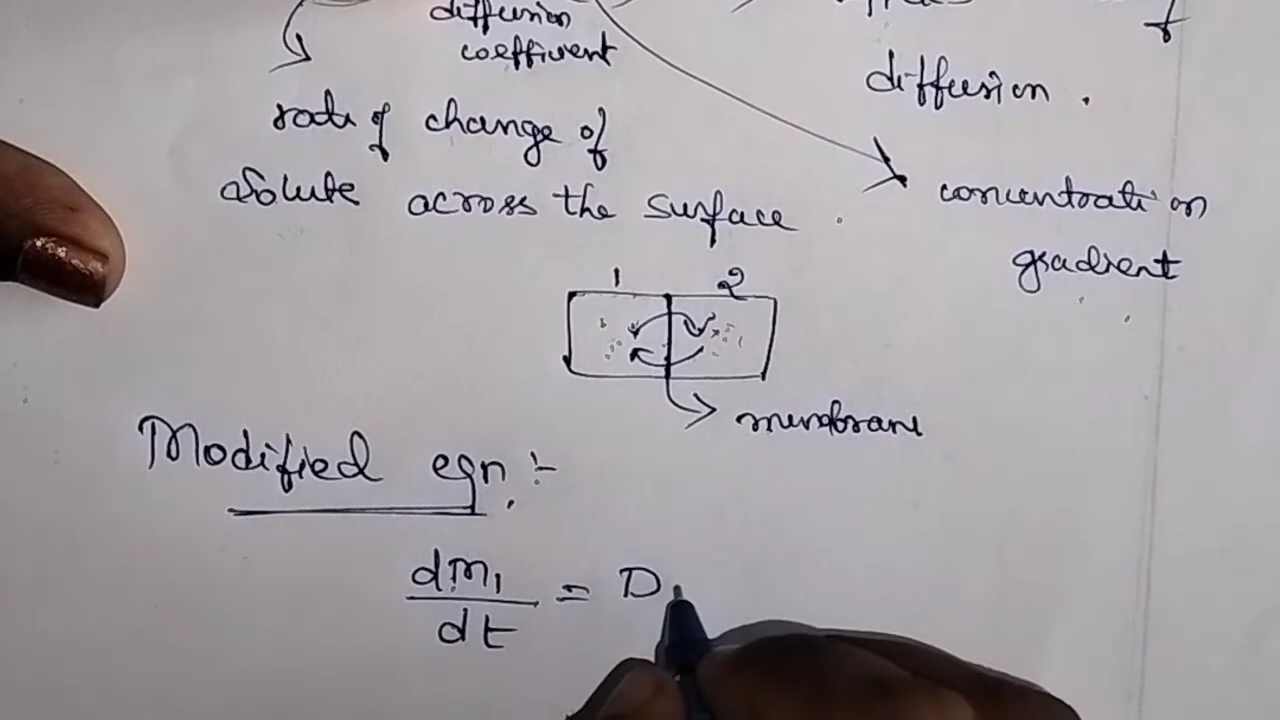 diffusion
coefficient
diffusion .
rate of change of
solute across the surface .
concentration
gradient
1 2
membrane
Modified eqn :-
dm₁
dt
= D